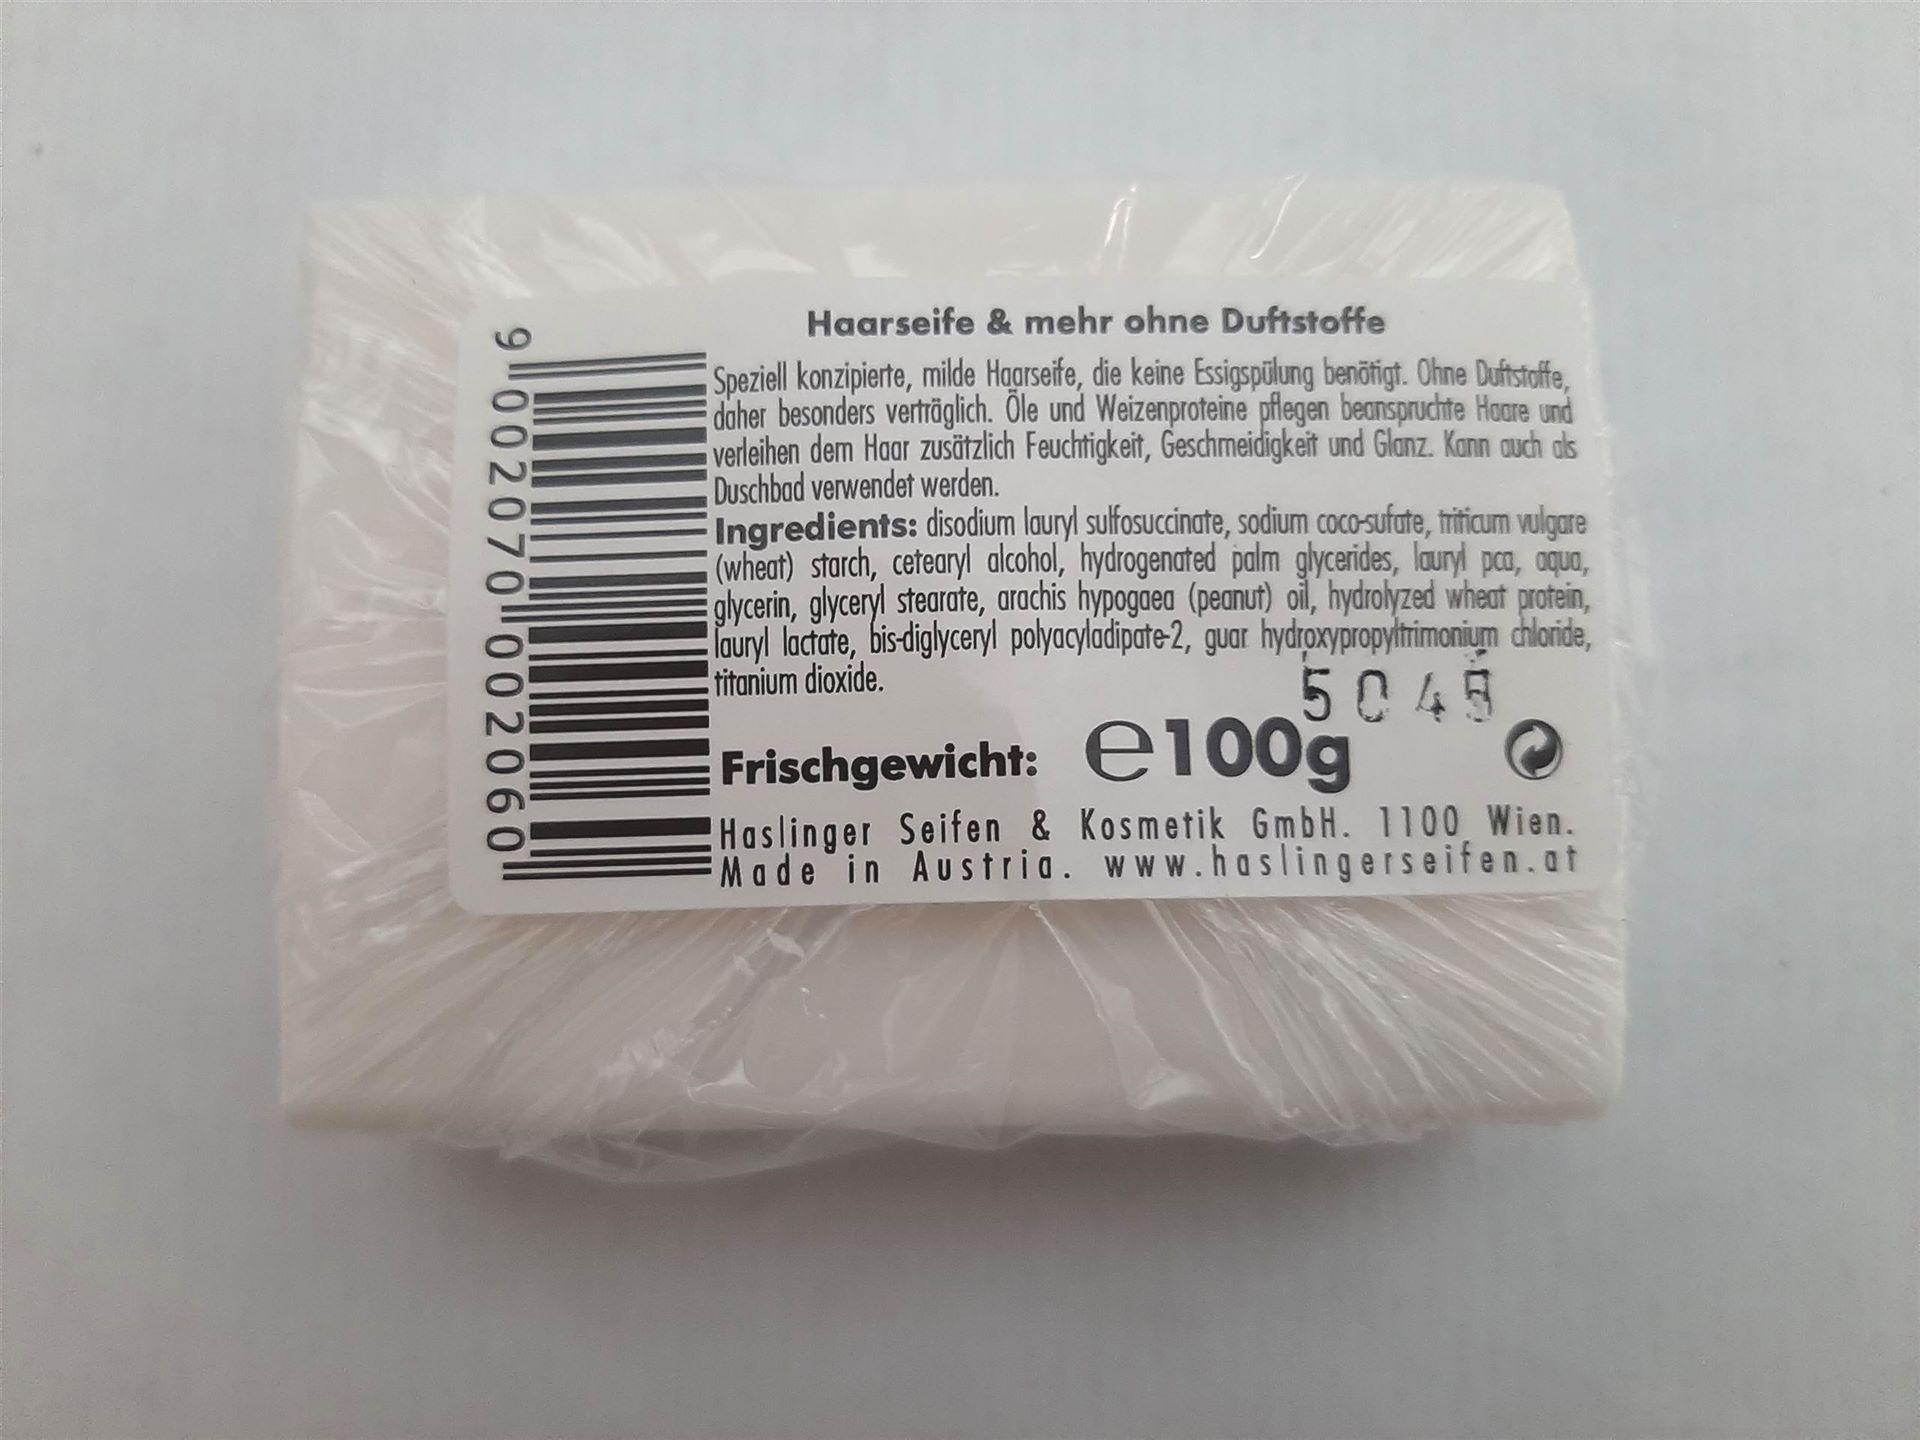 Haarseife & mehr ohne Duftstoffe
Speziell konzipierte, milde Haarseife, die keine Essigspülung benötigt. Ohne Duftstoffe,
daher besonders verträglich. Öle und Weizenproteine pflegen beanspruchte Haare und
verleihen dem Haar zusätzlich Feuchtigkeit, Geschmeidigkeit und Glanz. Kann auch als
Duschbad verwendet werden.
Ingredients: disodium lauryl sulfosuccinate, sodium coco-sufate, triticum vulgare
(wheat) starch, cetearyl alcohol, hydrogenated palm glycerides, lauryl pca, aqua,
glycerin, glyceryl stearate, arachis hypogaea (peanut) oil, hydrolyzed wheat protein,
lauryl lactate, bis-diglyceryl polyacyladipate-2, guar hydroxypropyltrimonium chloride,
titanium dioxide.
Frischgewicht: e100g
Haslinger Seifen & Kosmetik GmbH. 1100 Wien.
Made in Austria. www.haslingerseifen.at
9 002070 002060